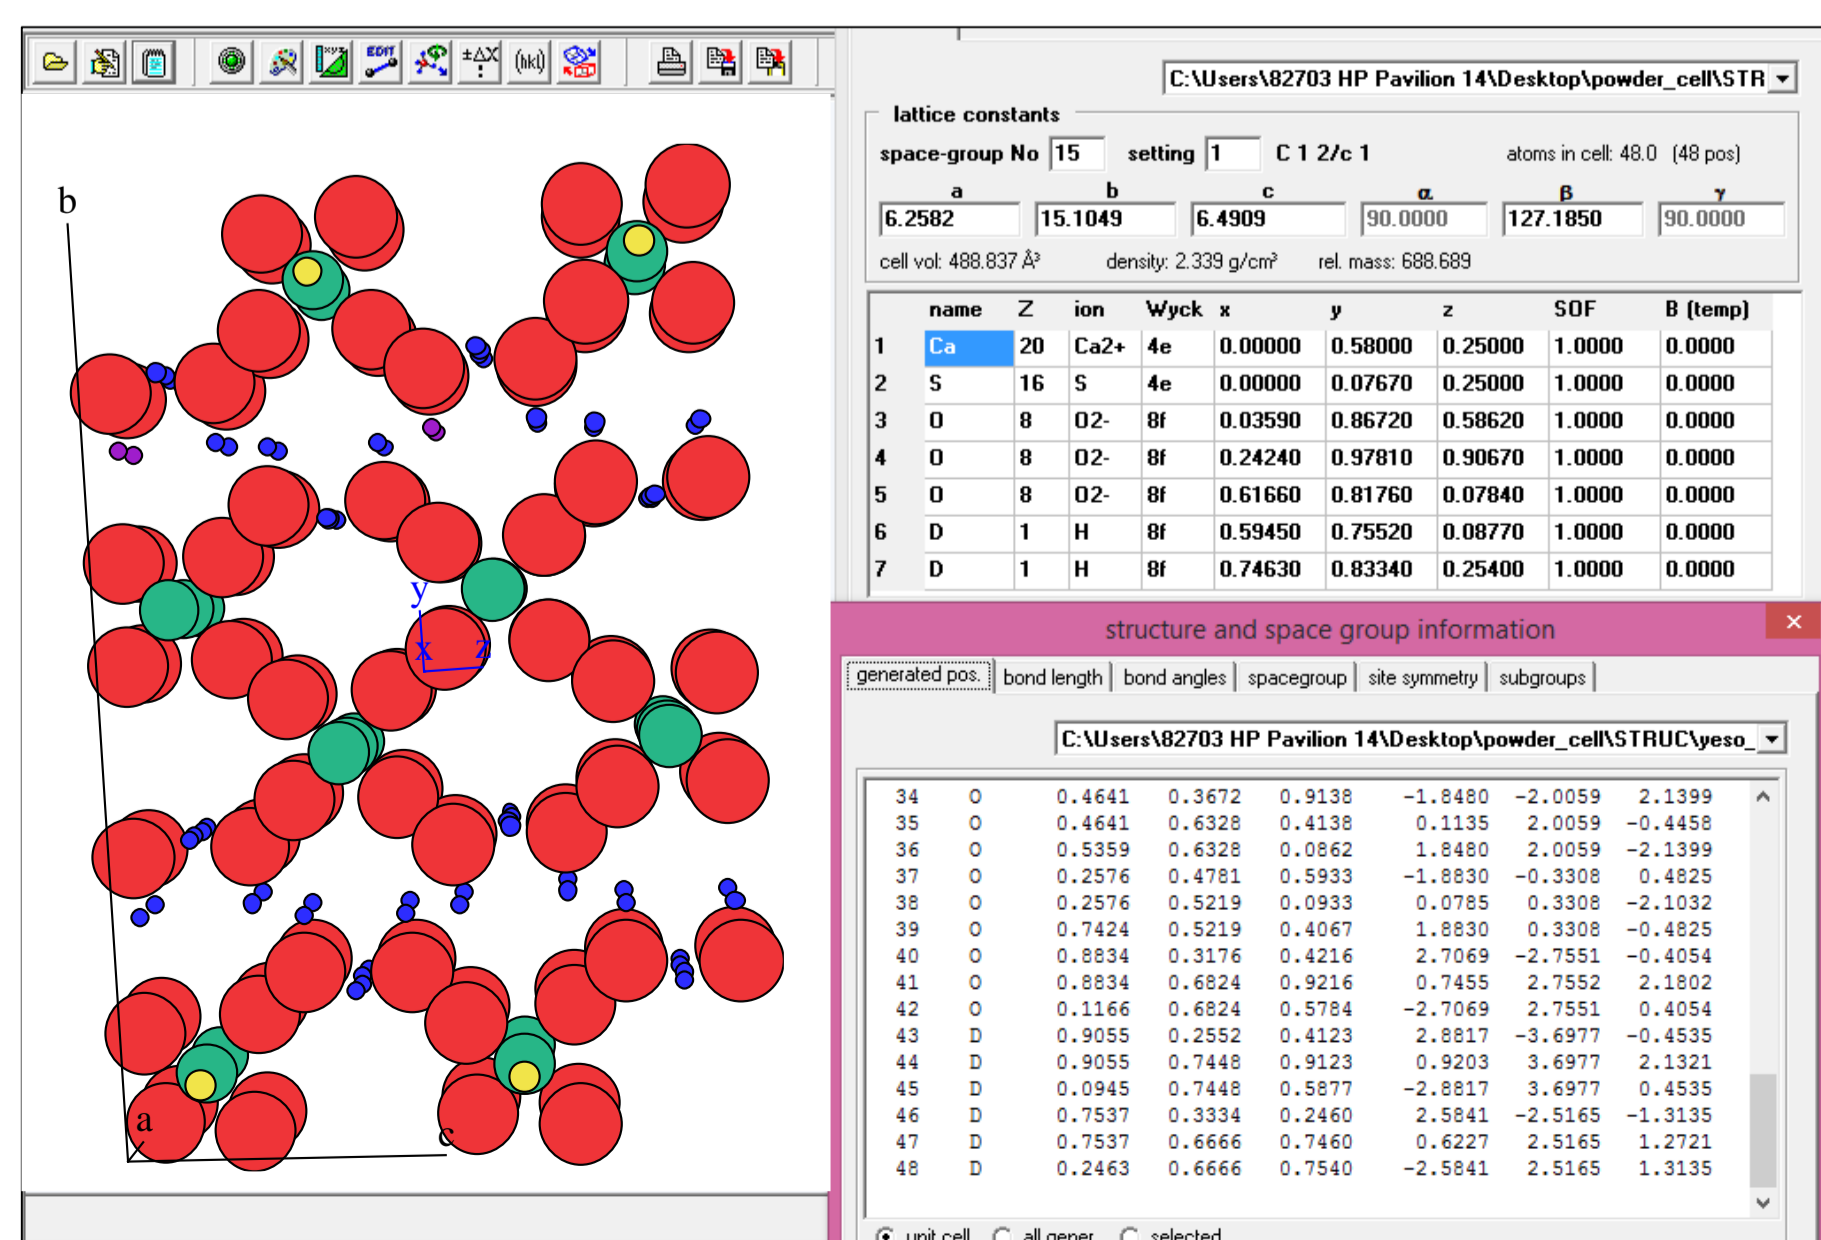 EDIT
±ΔX
(hkl)
b
y
x
z
a
c
C:\Users\82703 HP Pavilion 14\Desktop\powder_cell\STR
lattice constants
space-group No 15 setting 1 C 1 2/c 1 atoms in cell: 48.0 (48 pos)
a b c α β γ
6.2582 15.1049 6.4909 90.0000 127.1850 90.0000
cell vol: 488.837 Å³ density: 2.339 g/cm³ rel. mass: 688.689
name Z ion Wyck x y z SOF B (temp)
1 Ca 20 Ca2+ 4e 0.00000 0.58000 0.25000 1.0000 0.0000
2 S 16 S 4e 0.00000 0.07670 0.25000 1.0000 0.0000
3 O 8 O2- 8f 0.03590 0.86720 0.58620 1.0000 0.0000
4 O 8 O2- 8f 0.24240 0.97810 0.90670 1.0000 0.0000
5 O 8 O2- 8f 0.61660 0.81760 0.07840 1.0000 0.0000
6 D 1 H 8f 0.59450 0.75520 0.08770 1.0000 0.0000
7 D 1 H 8f 0.74630 0.83340 0.25400 1.0000 0.0000
structure and space group information
generated pos. bond length bond angles spacegroup site symmetry subgroups
C:\Users\82703 HP Pavilion 14\Desktop\powder_cell\STRUC\yeso_
34 O 0.4641 0.3672 0.9138 -1.8480 -2.0059 2.1399
35 O 0.4641 0.6328 0.4138 0.1135 2.0059 -0.4458
36 O 0.5359 0.6328 0.0862 1.8480 2.0059 -2.1399
37 O 0.2576 0.4781 0.5933 -1.8830 -0.3308 0.4825
38 O 0.2576 0.5219 0.0933 0.0785 0.3308 -2.1032
39 O 0.7424 0.5219 0.4067 1.8830 0.3308 -0.4825
40 O 0.8834 0.3176 0.4216 2.7069 -2.7551 -0.4054
41 O 0.8834 0.6824 0.9216 0.7455 2.7552 2.1802
42 O 0.1166 0.6824 0.5784 -2.7069 2.7551 0.4054
43 D 0.9055 0.2552 0.4123 2.8817 -3.6977 -0.4535
44 D 0.9055 0.7448 0.9123 0.9203 3.6977 2.1321
45 D 0.0945 0.7448 0.5877 -2.8817 3.6977 0.4535
46 D 0.7537 0.3334 0.2460 2.5841 -2.5165 -1.3135
47 D 0.7537 0.6666 0.7460 0.6227 2.5165 1.2721
48 D 0.2463 0.6666 0.7540 -2.5841 2.5165 1.3135
unit cell all gener. selected